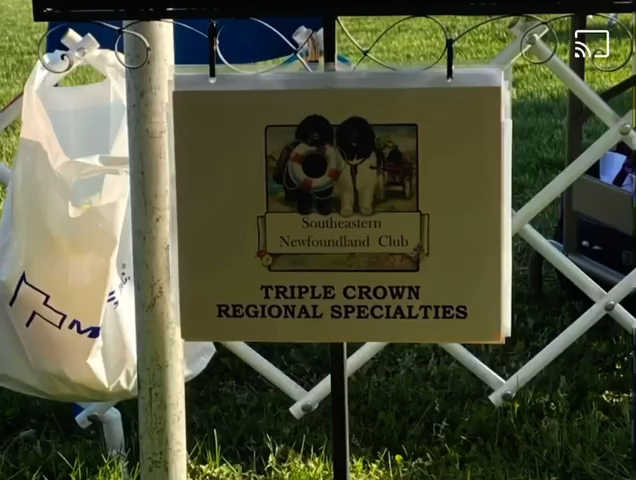 Southeastern
Newfoundland Club
TRIPLE CROWN
REGIONAL SPECIALTIES